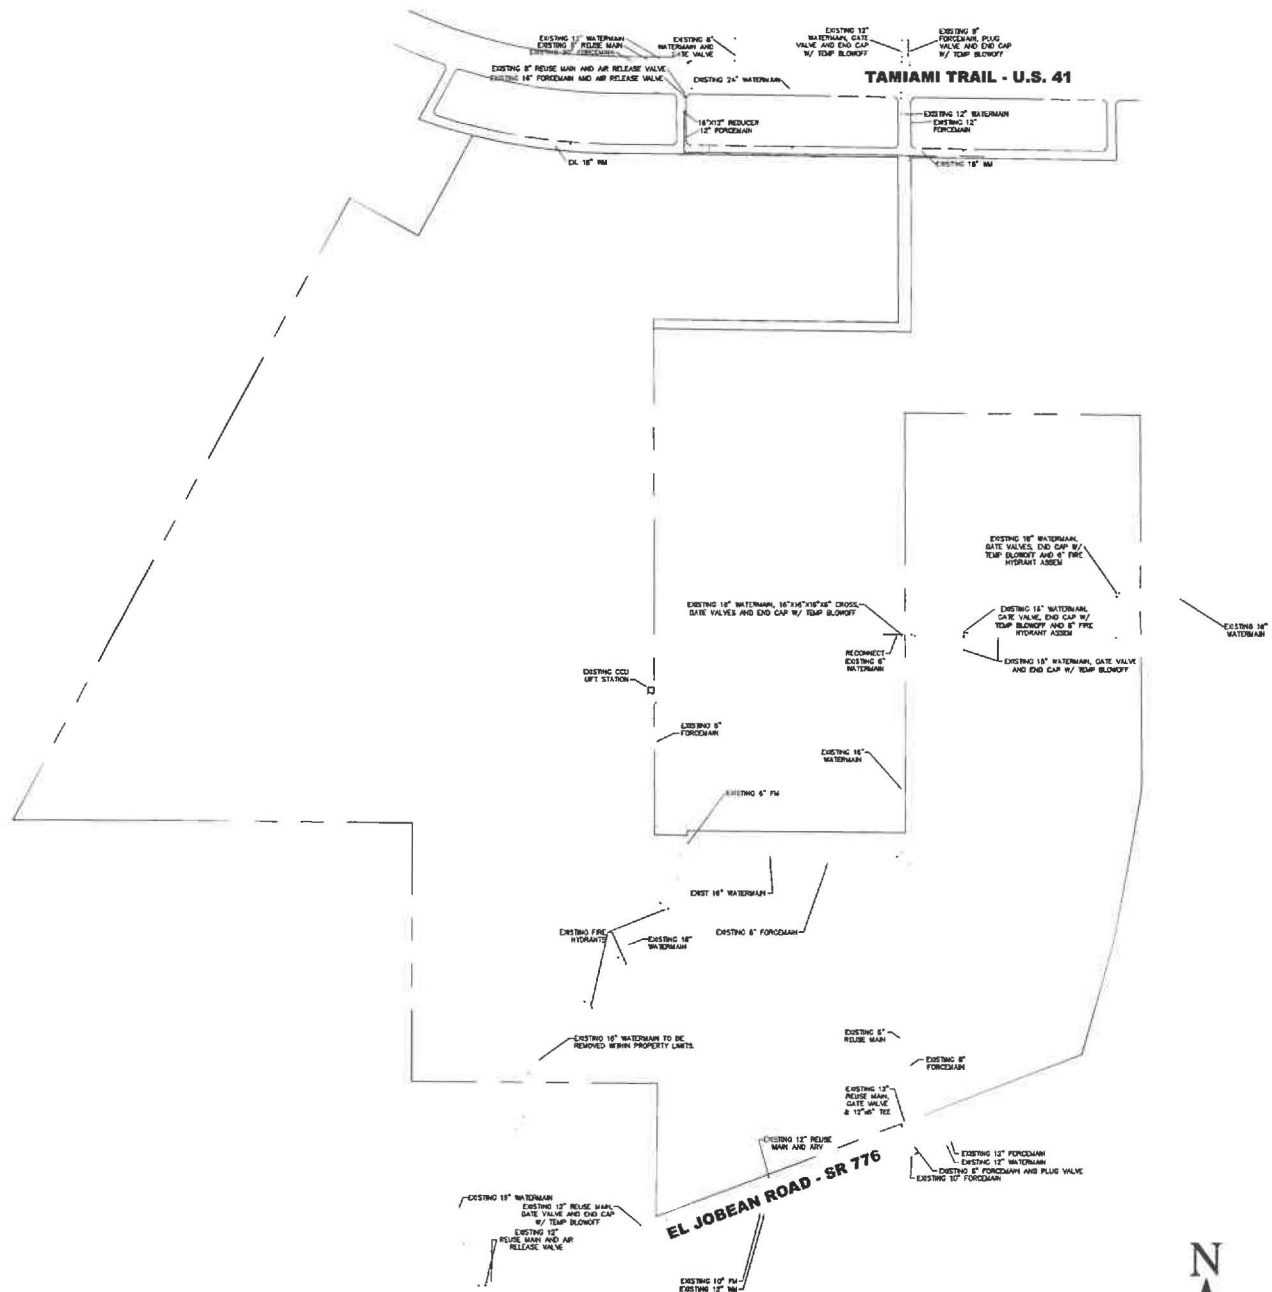 EXISTING 12" WATERMAIN
REUSE MAIN
EXISTING 8"
WATERMAIN AND
GATE VALVE
EXISTING 12"
WATERMAIN, GATE
VALVE AND END CAP
W/ TEMP BLOWOFF
EXISTING 8"
FORCEMAIN, PLUG
VALVE AND END CAP
W/ TEMP BLOWOFF
EXISTING 8" REUSE MAIN AND AIR RELEASE VALVE
EXISTING 16" FORCEMAIN AND AIR RELEASE VALVE
EXISTING 24" WATERMAIN
TAMIAMI TRAIL - U.S. 41
16"X12" REDUCER
12" FORCEMAIN
EXISTING 12" WATERMAIN
EXISTING 12"
FORCEMAIN
EX. 16" WM
EXISTING 16" WM
EXISTING 16" WATERMAIN,
GATE VALVES, END CAP W/
TEMP BLOWOFF AND 6" FIRE
HYDRANT ASSEM
EXISTING 16" WATERMAIN, 16"X16"X16"X6" CROSS,
GATE VALVES AND END CAP W/ TEMP BLOWOFF
EXISTING 16" WATERMAIN,
GATE VALVE, END CAP W/
TEMP BLOWOFF AND 6" FIRE
HYDRANT ASSEM
EXISTING 16"
WATERMAIN
RECONNECT
EXISTING 6"
WATERMAIN
EXISTING 16" WATERMAIN, GATE VALVE
AND END CAP W/ TEMP BLOWOFF
EXISTING CCU
LIFT STATION
EXISTING 6"
FORCEMAIN
EXISTING 16"
WATERMAIN
EXISTING 6" FM
EXIST 16" WATERMAIN
EXISTING FIRE
HYDRANTS
EXISTING 16"
WATERMAIN
EXISTING 6" FORCEMAIN
EXISTING 16" WATERMAIN TO BE
REMOVED WITHIN PROPERTY LIMITS.
EXISTING 6"
REUSE MAIN
EXISTING 6"
FORCEMAIN
EXISTING 12"
REUSE MAIN,
GATE VALVE
& 12"x6" TEE
EXISTING 12" REUSE
MAIN AND ARV
EXISTING 12" FORCEMAIN
EXISTING 12" WATERMAIN
EXISTING 6" FORCEMAIN AND PLUG VALVE
EXISTING 10" FORCEMAIN
EL JOBEAN ROAD - SR 776
EXISTING 16" WATERMAIN
EXISTING 12" REUSE MAIN,
GATE VALVE AND END CAP
W/ TEMP BLOWOFF
EXISTING 12"
REUSE MAIN AND AIR
RELEASE VALVE
EXISTING 10" FM
EXISTING 12" WM
N